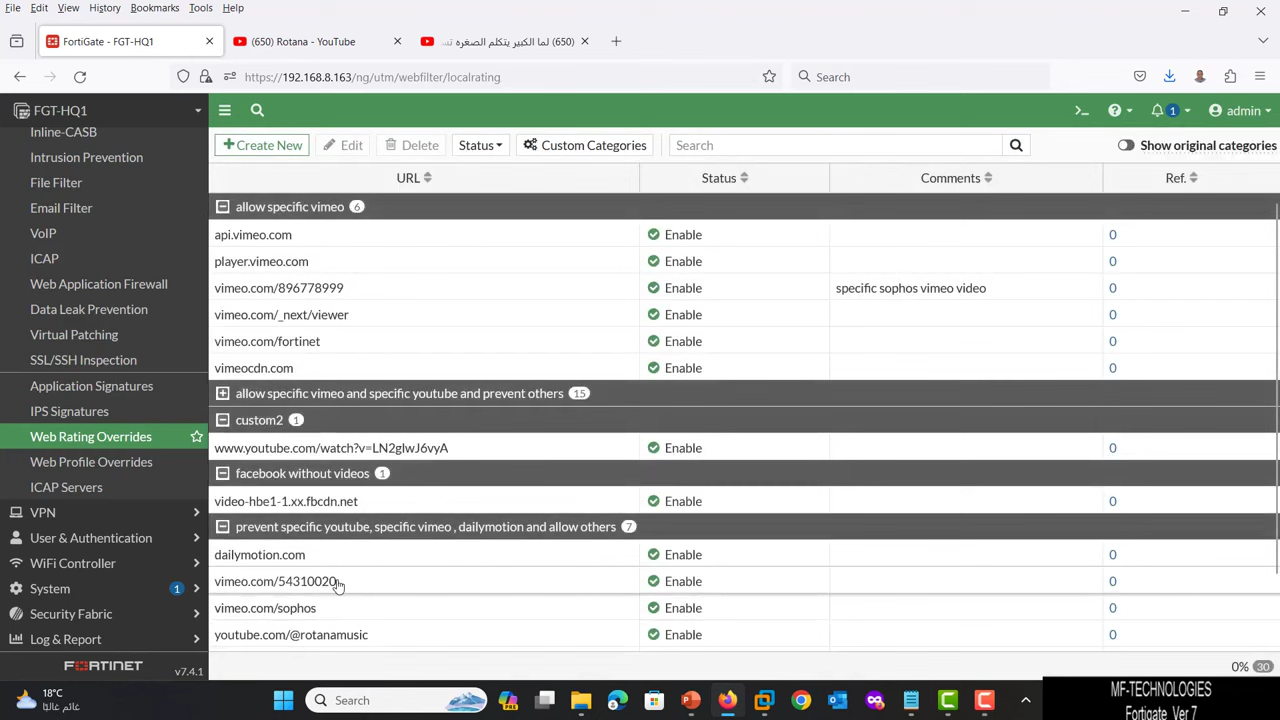 File Edit View History Bookmarks Tools Help
FortiGate - FGT-HQ1
(650) Rotana - YouTube
(650) لما الكبير يتكلم الصغره تس
https://192.168.8.163/ng/utm/webfilter/localrating
Search
FGT-HQ1
admin
1
Inline-CASB
Intrusion Prevention
File Filter
Email Filter
VoIP
ICAP
Web Application Firewall
Data Leak Prevention
Virtual Patching
SSL/SSH Inspection
Application Signatures
IPS Signatures
Web Rating Overrides
Web Profile Overrides
ICAP Servers
VPN
User & Authentication
WiFi Controller
System 1
Security Fabric
Log & Report
FORTINET v7.4.1
Create New Edit Delete Status Custom Categories Search Show original categories
URL Status Comments Ref.
allow specific vimeo 6
api.vimeo.com Enable 0
player.vimeo.com Enable 0
vimeo.com/896778999 Enable specific sophos vimeo video 0
vimeo.com/_next/viewer Enable 0
vimeo.com/fortinet Enable 0
vimeocdn.com Enable 0
allow specific vimeo and specific youtube and prevent others 15
custom2 1
www.youtube.com/watch?v=LN2glwJ6vyA Enable 0
facebook without videos 1
video-hbe1-1.xx.fbcdn.net Enable 0
prevent specific youtube, specific vimeo , dailymotion and allow others 7
dailymotion.com Enable 0
vimeo.com/54310020 Enable 0
vimeo.com/sophos Enable 0
youtube.com/@rotanamusic Enable 0
0% 30
18°C
غائم غالبًا
Search
MF-TECHNOLOGIES
Fortigate_Ver 7